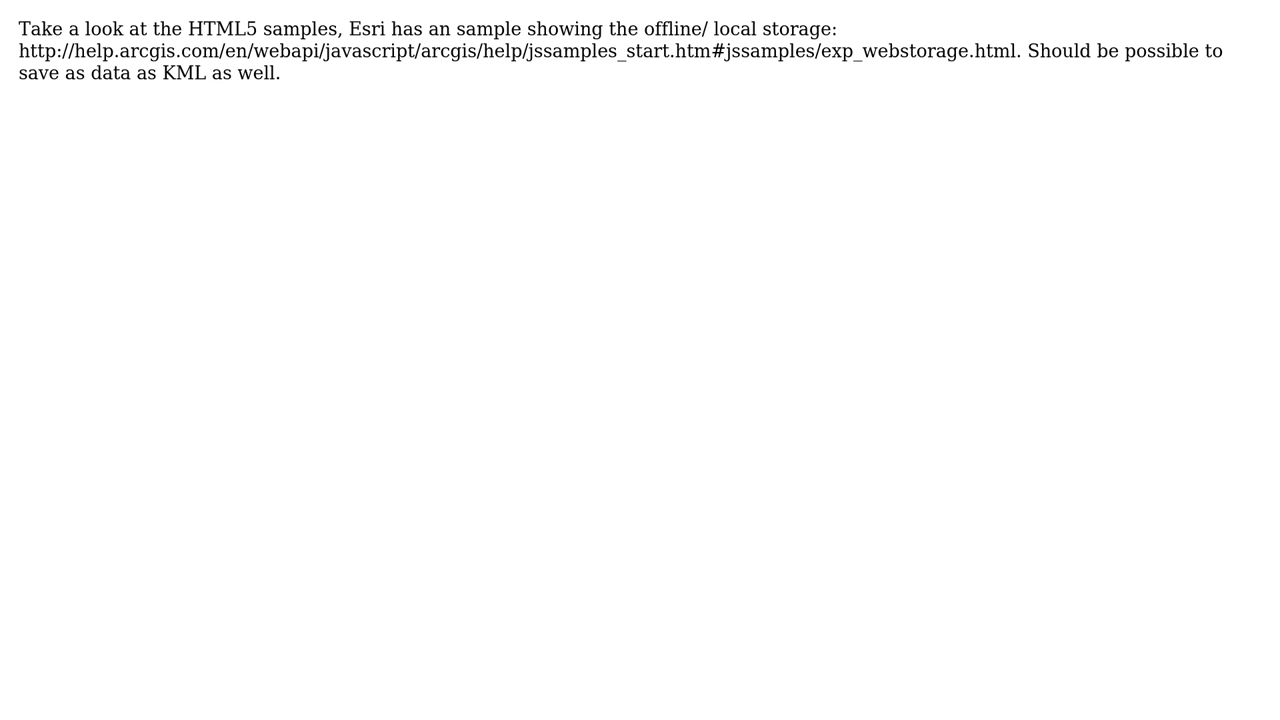 Take a look at the HTML5 samples, Esri has an sample showing the offline/ local storage:
http://help.arcgis.com/en/webapi/javascript/arcgis/help/jssamples_start.htm#jssamples/exp_webstorage.html. Should be possible to
save as data as KML as well.